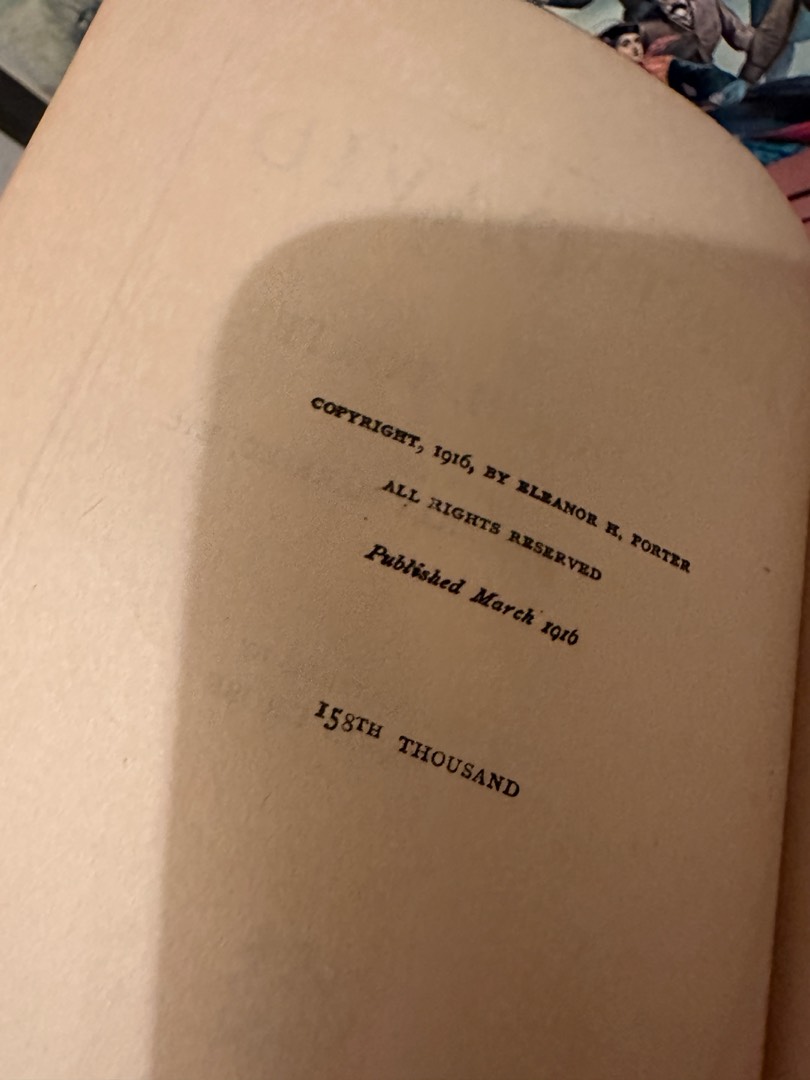 COPYRIGHT, 1916, BY ELEANOR H. PORTER
ALL RIGHTS RESERVED
Published March 1916
158TH THOUSAND